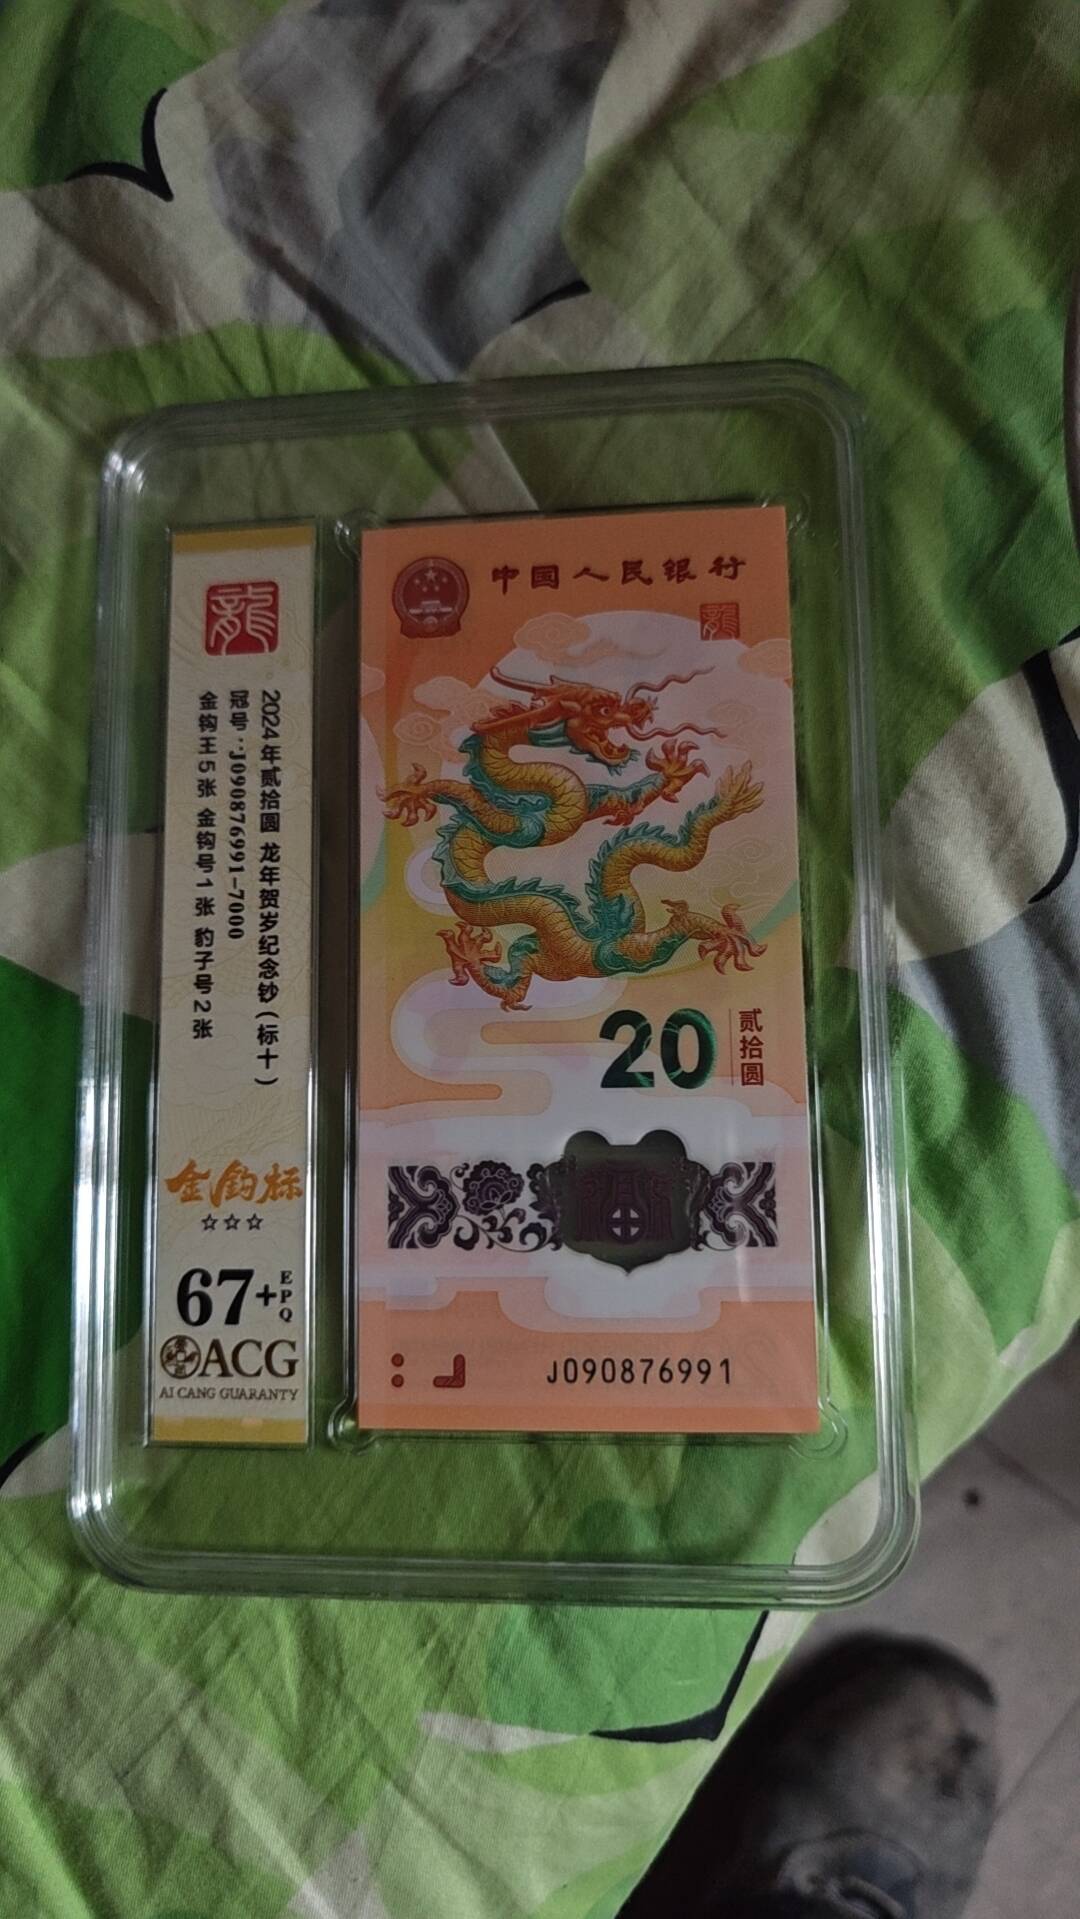 龍
2024年贰拾圆 龙年贺岁纪念钞（标十）
冠号:J090876991-7000
金钩王5张 金钩号1张 豹子号2张
金钩标
☆☆☆
67+EPQ
ACG
AI CANG GUARANTY
中国人民银行
龍
20
贰拾圆
J090876991